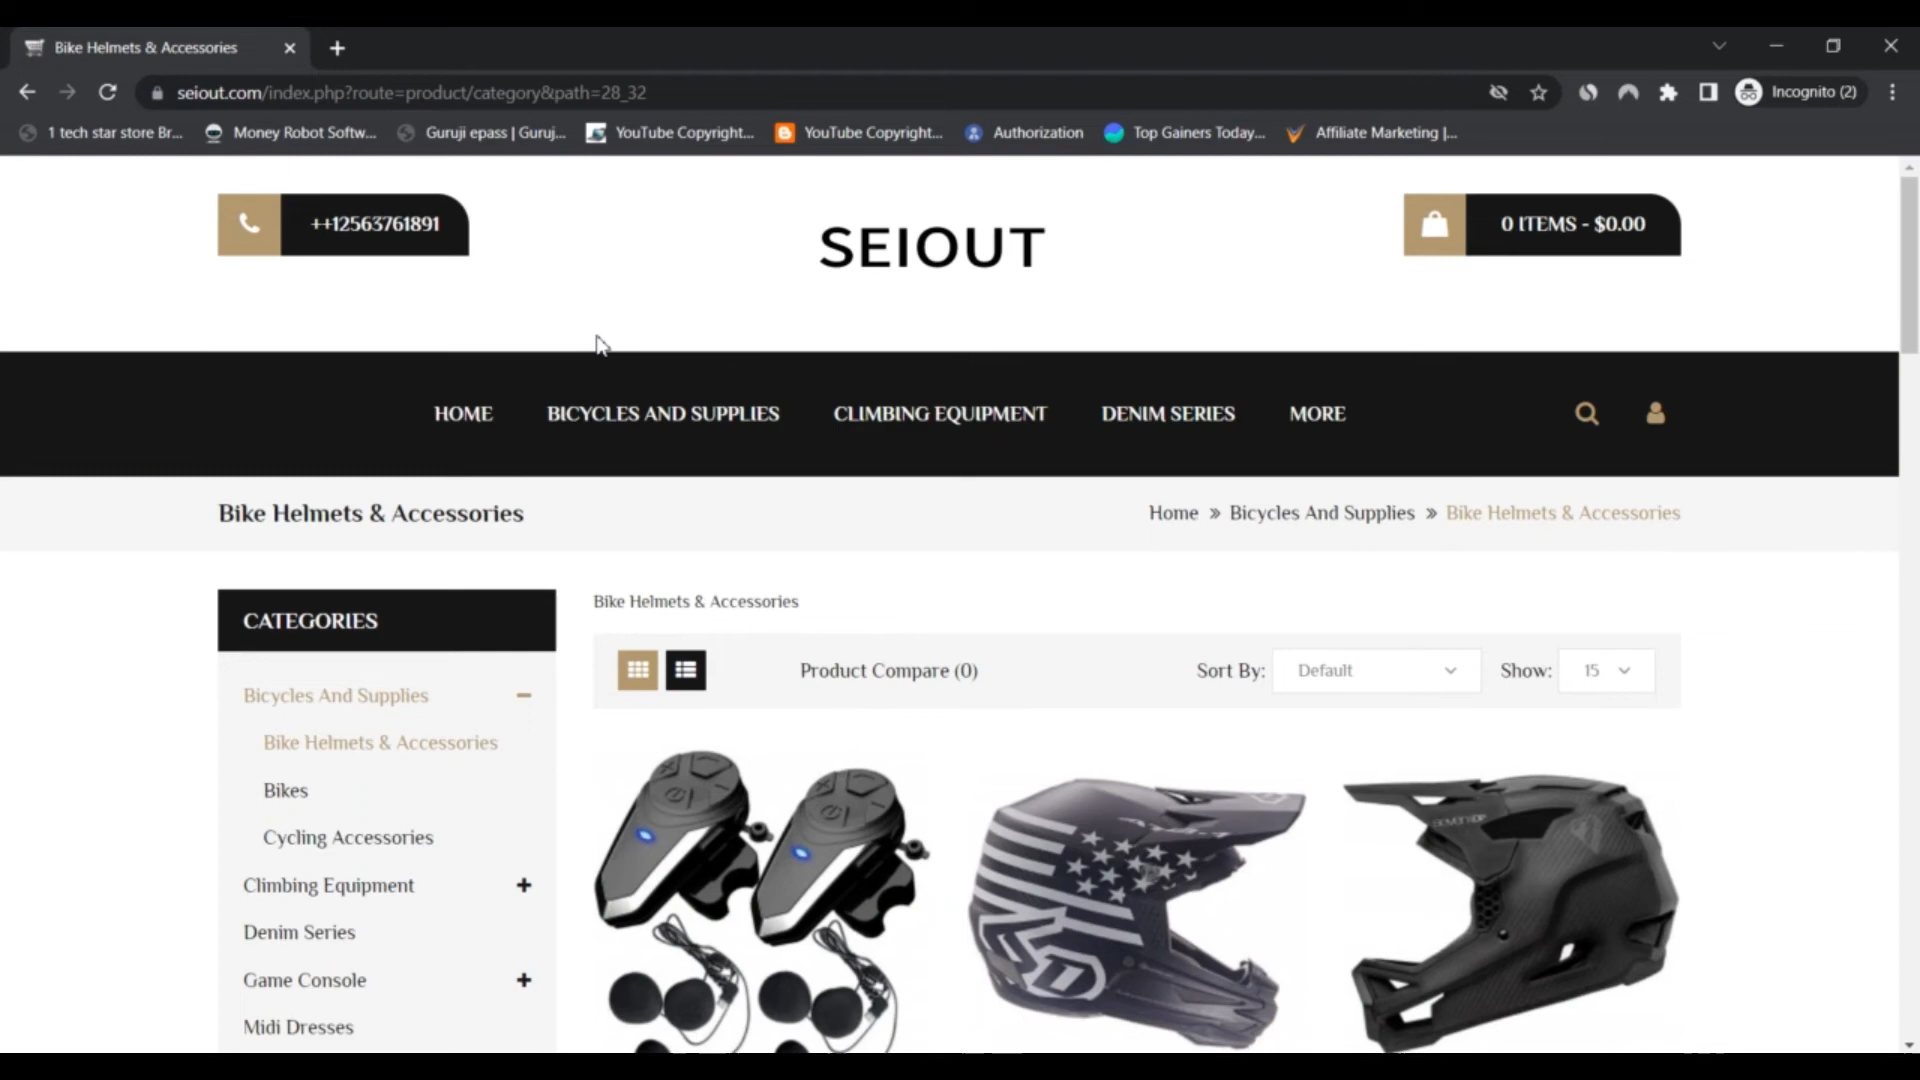 Bike Helmets & Accessories
seiout.com/index.php?route=product/category&path=28_32
Incognito (2)
1 tech star store Br...
Money Robot Softw...
Guruji epass | Guruj...
YouTube Copyright...
YouTube Copyright...
Authorization
Top Gainers Today...
Affiliate Marketing |...
++12563761891
SEIOUT
0 ITEMS - $0.00
HOME
BICYCLES AND SUPPLIES
CLIMBING EQUIPMENT
DENIM SERIES
MORE
Bike Helmets & Accessories
Home » Bicycles And Supplies » Bike Helmets & Accessories
CATEGORIES
Bicycles And Supplies
Bike Helmets & Accessories
Bikes
Cycling Accessories
Climbing Equipment
Denim Series
Game Console
Midi Dresses
Bike Helmets & Accessories
Product Compare (0)
Sort By: Default
Show: 15